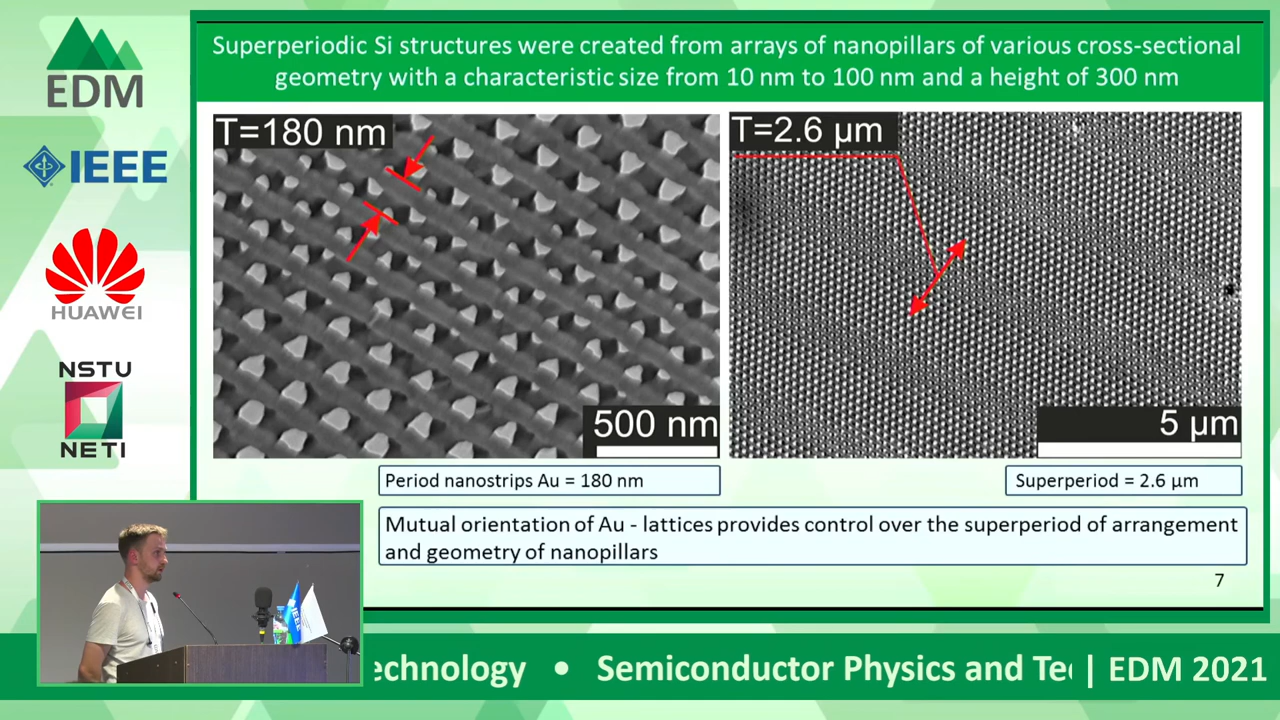 Superperiodic Si structures were created from arrays of nanopillars of various cross-sectional
geometry with a characteristic size from 10 nm to 100 nm and a height of 300 nm
EDM
IEEE
HUAWEI
NSTU
NETI
T=180 nm
500 nm
T=2.6 µm
5 µm
Period nanostrips Au = 180 nm
Superperiod = 2.6 µm
Mutual orientation of Au - lattices provides control over the superperiod of arrangement
and geometry of nanopillars
7
IEEE
echnology • Semiconductor Physics and Te | EDM 2021